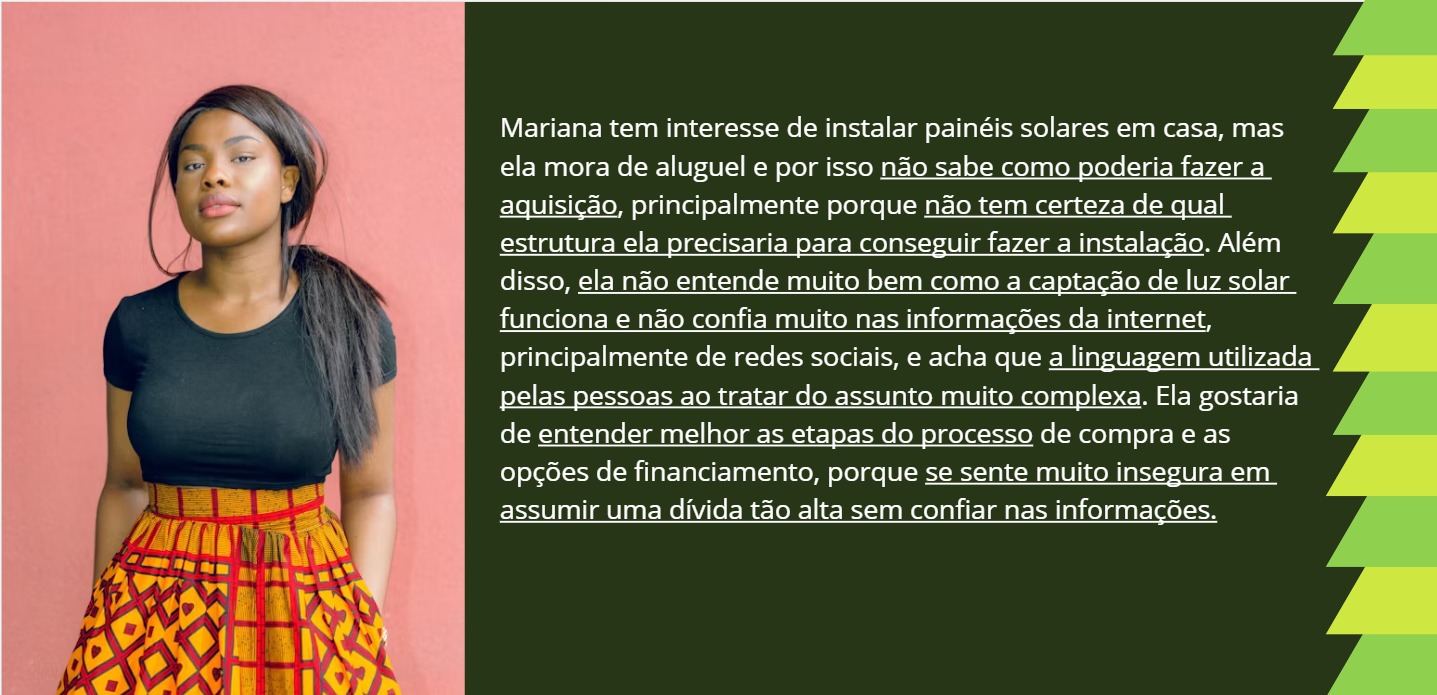 Mariana tem interesse de instalar painéis solares em casa, mas
ela mora de aluguel e por isso não sabe como poderia fazer a
aquisição, principalmente porque não tem certeza de qual
estrutura ela precisaria para conseguir fazer a instalação. Além
disso, ela não entende muito bem como a captação de luz solar
funciona e não confia muito nas informações da internet,
principalmente de redes sociais, e acha que a linguagem utilizada
pelas pessoas ao tratar do assunto muito complexa. Ela gostaria
de entender melhor as etapas do processo de compra e as
opções de financiamento, porque se sente muito insegura em
assumir uma dívida tão alta sem confiar nas informações.